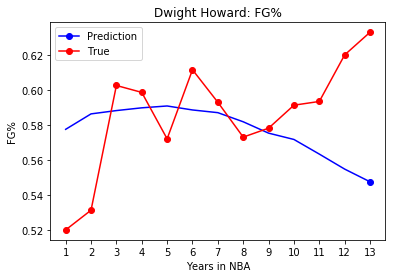 Dwight Howard: FG%
Prediction
True
FG%
0.62
0.60
0.58
0.56
0.54
0.52
1 2 3 4 5 6 7 8 9 10 11 12 13
Years in NBA